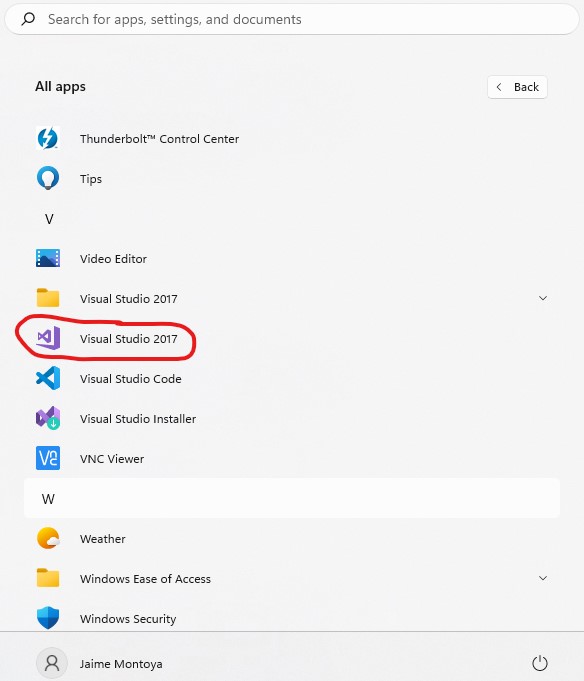 Search for apps, settings, and documents
All apps
Back
Thunderbolt™ Control Center
Tips
V
Video Editor
Visual Studio 2017
Visual Studio 2017
Visual Studio Code
Visual Studio Installer
VNC Viewer
W
Weather
Windows Ease of Access
Windows Security
Jaime Montoya